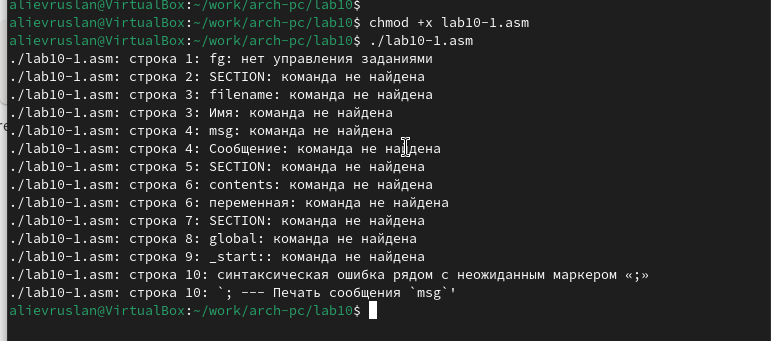 alievruslan@VirtualBox:~/work/arch-pc/lab10$
alievruslan@VirtualBox:~/work/arch-pc/lab10$ chmod +x lab10-1.asm
alievruslan@VirtualBox:~/work/arch-pc/lab10$ ./lab10-1.asm
./lab10-1.asm: строка 1: fg: нет управления заданиями
./lab10-1.asm: строка 2: SECTION: команда не найдена
./lab10-1.asm: строка 3: filename: команда не найдена
./lab10-1.asm: строка 3: Имя: команда не найдена
./lab10-1.asm: строка 4: msg: команда не найдена
./lab10-1.asm: строка 4: Сообщение: команда не найдена
./lab10-1.asm: строка 5: SECTION: команда не найдена
./lab10-1.asm: строка 6: contents: команда не найдена
./lab10-1.asm: строка 6: переменная: команда не найдена
./lab10-1.asm: строка 7: SECTION: команда не найдена
./lab10-1.asm: строка 8: global: команда не найдена
./lab10-1.asm: строка 9: _start:: команда не найдена
./lab10-1.asm: строка 10: синтаксическая ошибка рядом с неожиданным маркером «;»
./lab10-1.asm: строка 10: `; --- Печать сообщения `msg`'
alievruslan@VirtualBox:~/work/arch-pc/lab10$